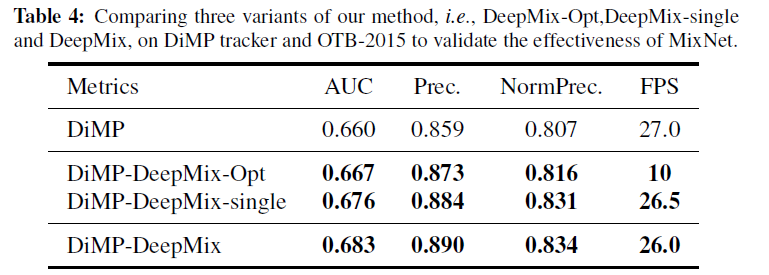 Table 4: Comparing three variants of our method, i.e., DeepMix-Opt,DeepMix-single
and DeepMix, on DiMP tracker and OTB-2015 to validate the effectiveness of MixNet.
Metrics AUC Prec. NormPrec. FPS
DiMP 0.660 0.859 0.807 27.0
DiMP-DeepMix-Opt 0.667 0.873 0.816 10
DiMP-DeepMix-single 0.676 0.884 0.831 26.5
DiMP-DeepMix 0.683 0.890 0.834 26.0